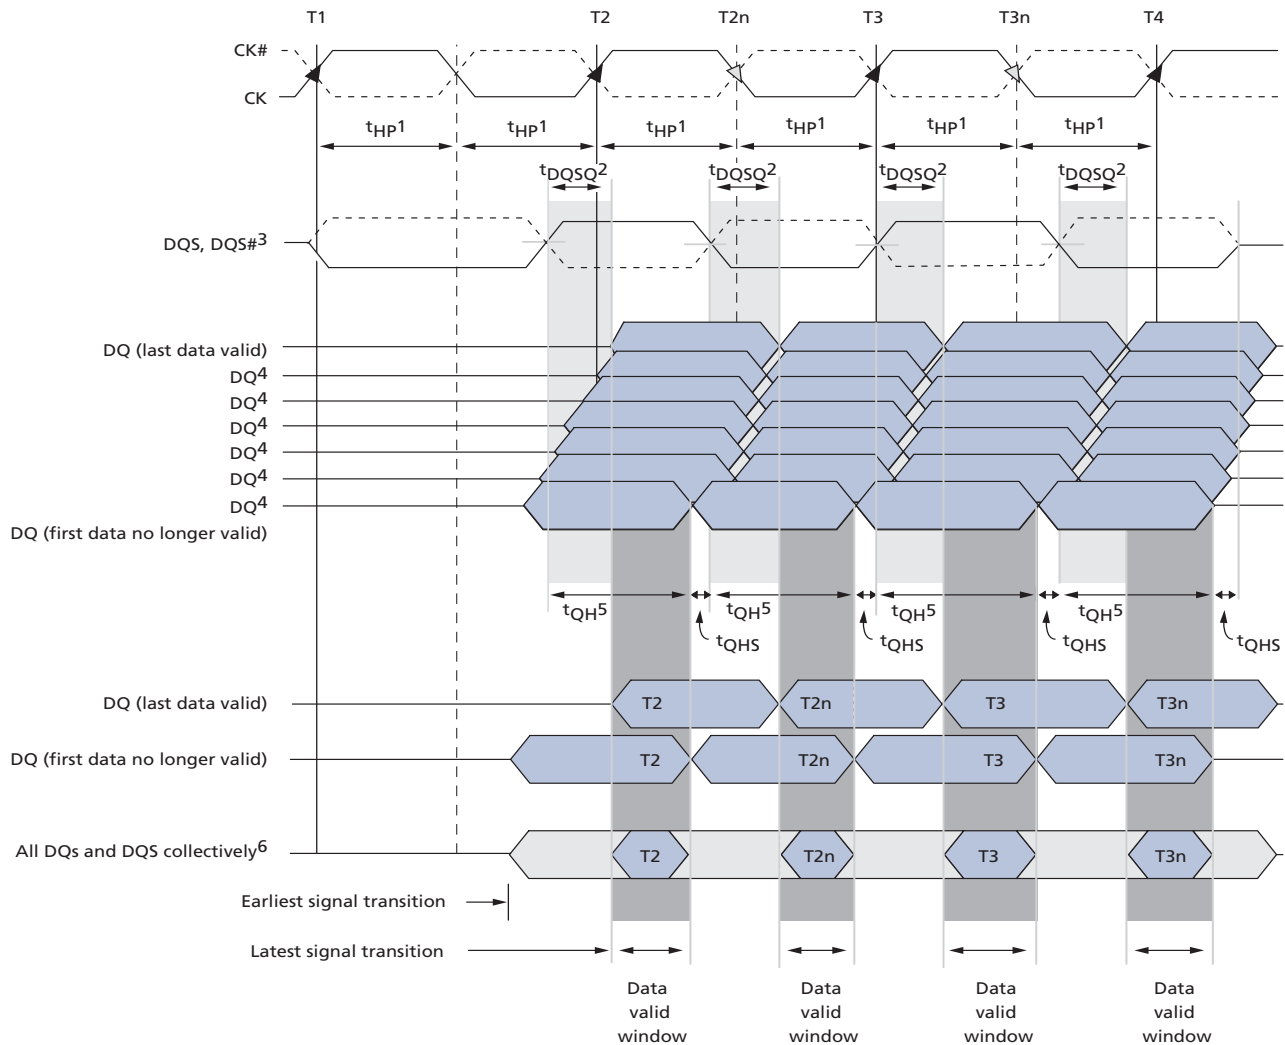 T1 T2 T2n T3 T3n T4
CK#
CK
tHP1 tHP1 tHP1 tHP1 tHP1 tHP1
tDQSQ2 tDQSQ2 tDQSQ2 tDQSQ2
DQS, DQS#3
DQ (last data valid)
DQ4
DQ4
DQ4
DQ4
DQ4
DQ4
DQ (first data no longer valid)
tQH5 tQH5 tQH5 tQH5
tQHS tQHS tQHS tQHS
DQ (last data valid) T2 T2n T3 T3n
DQ (first data no longer valid) T2 T2n T3 T3n
All DQs and DQS collectively6 T2 T2n T3 T3n
Earliest signal transition
Latest signal transition
Data Data Data Data
valid valid valid valid
window window window window